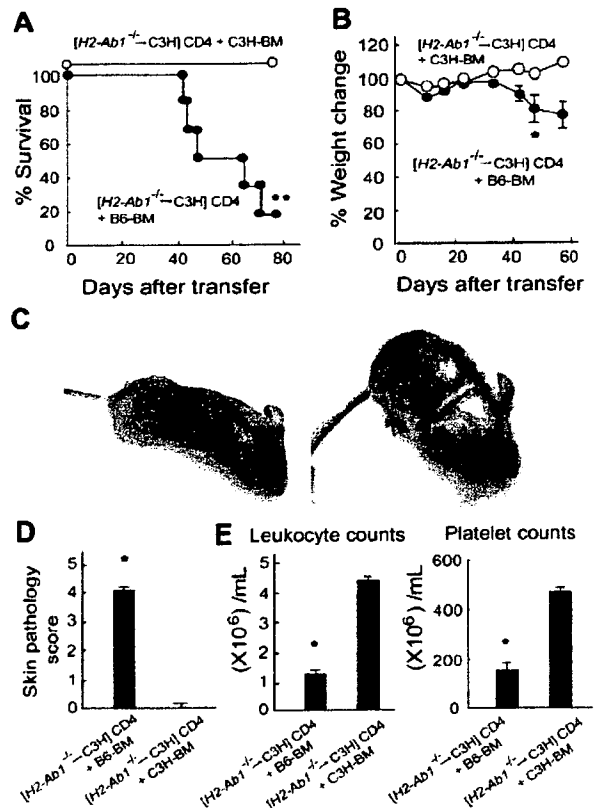 A
[H2-Ab1-/-→C3H] CD4 + C3H-BM
% Survival
100
80
60
40
20
0
[H2-Ab1-/-→C3H] CD4
+ B6-BM
**
0 20 40 60 80
Days after transfer
B
[H2-Ab1-/-→C3H] CD4
+ C3H-BM
% Weight change
120
100
80
60
40
20
0
*
[H2-Ab1-/-→C3H] CD4
+ B6-BM
0 20 40 60
Days after transfer
C
D
Skin pathology
score
5
4
3
2
1
0
*
[H2-Ab1-/-→C3H] CD4
+ B6-BM
[H2-Ab1-/-→C3H] CD4
+ C3H-BM
E
Leukocyte counts
(X10^6) /mL
5
4
3
2
1
0
*
[H2-Ab1-/-→C3H] CD4
+ B6-BM
[H2-Ab1-/-→C3H] CD4
+ C3H-BM
Platelet counts
(X10^6) /mL
600
400
200
0
*
[H2-Ab1-/-→C3H] CD4
+ B6-BM
[H2-Ab1-/-→C3H] CD4
+ C3H-BM